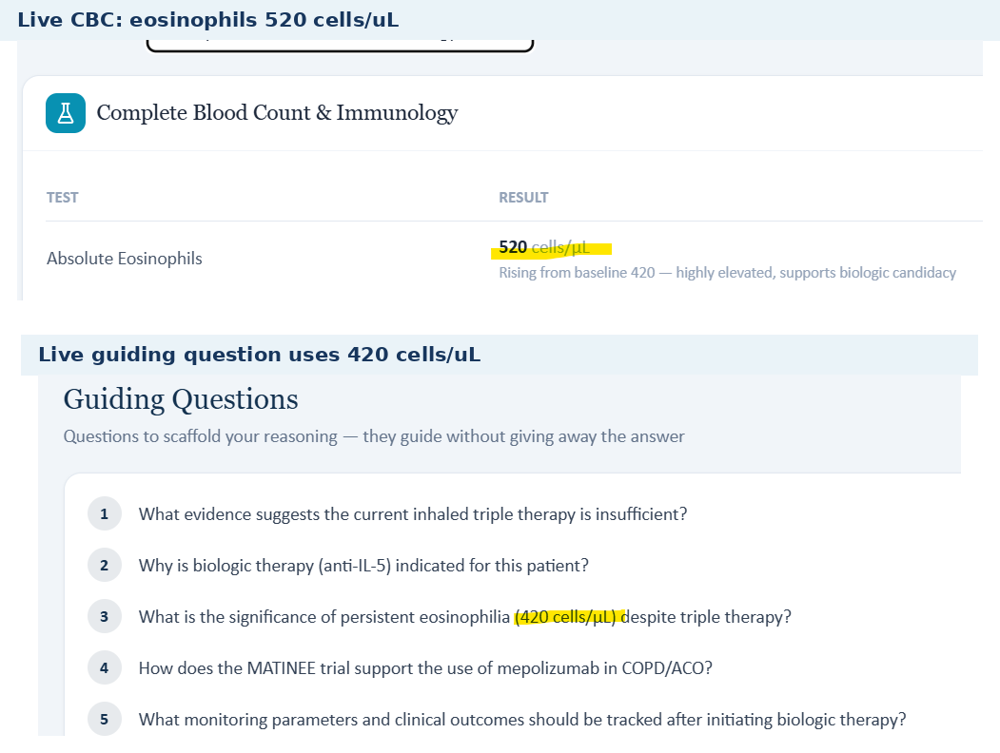 Live CBC: eosinophils 520 cells/uL
Complete Blood Count & Immunology
TEST RESULT
Absolute Eosinophils
520 cells/µL
Rising from baseline 420 — highly elevated, supports biologic candidacy
Live guiding question uses 420 cells/uL
Guiding Questions
Questions to scaffold your reasoning — they guide without giving away the answer
1 What evidence suggests the current inhaled triple therapy is insufficient?
2 Why is biologic therapy (anti-IL-5) indicated for this patient?
3 What is the significance of persistent eosinophilia (420 cells/µL) despite triple therapy?
4 How does the MATINEE trial support the use of mepolizumab in COPD/ACO?
5 What monitoring parameters and clinical outcomes should be tracked after initiating biologic therapy?